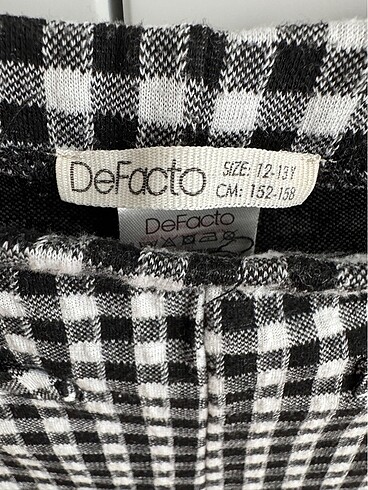 DeFacto
SIZE: 12-13Y
CM: 152-158
DeFacto